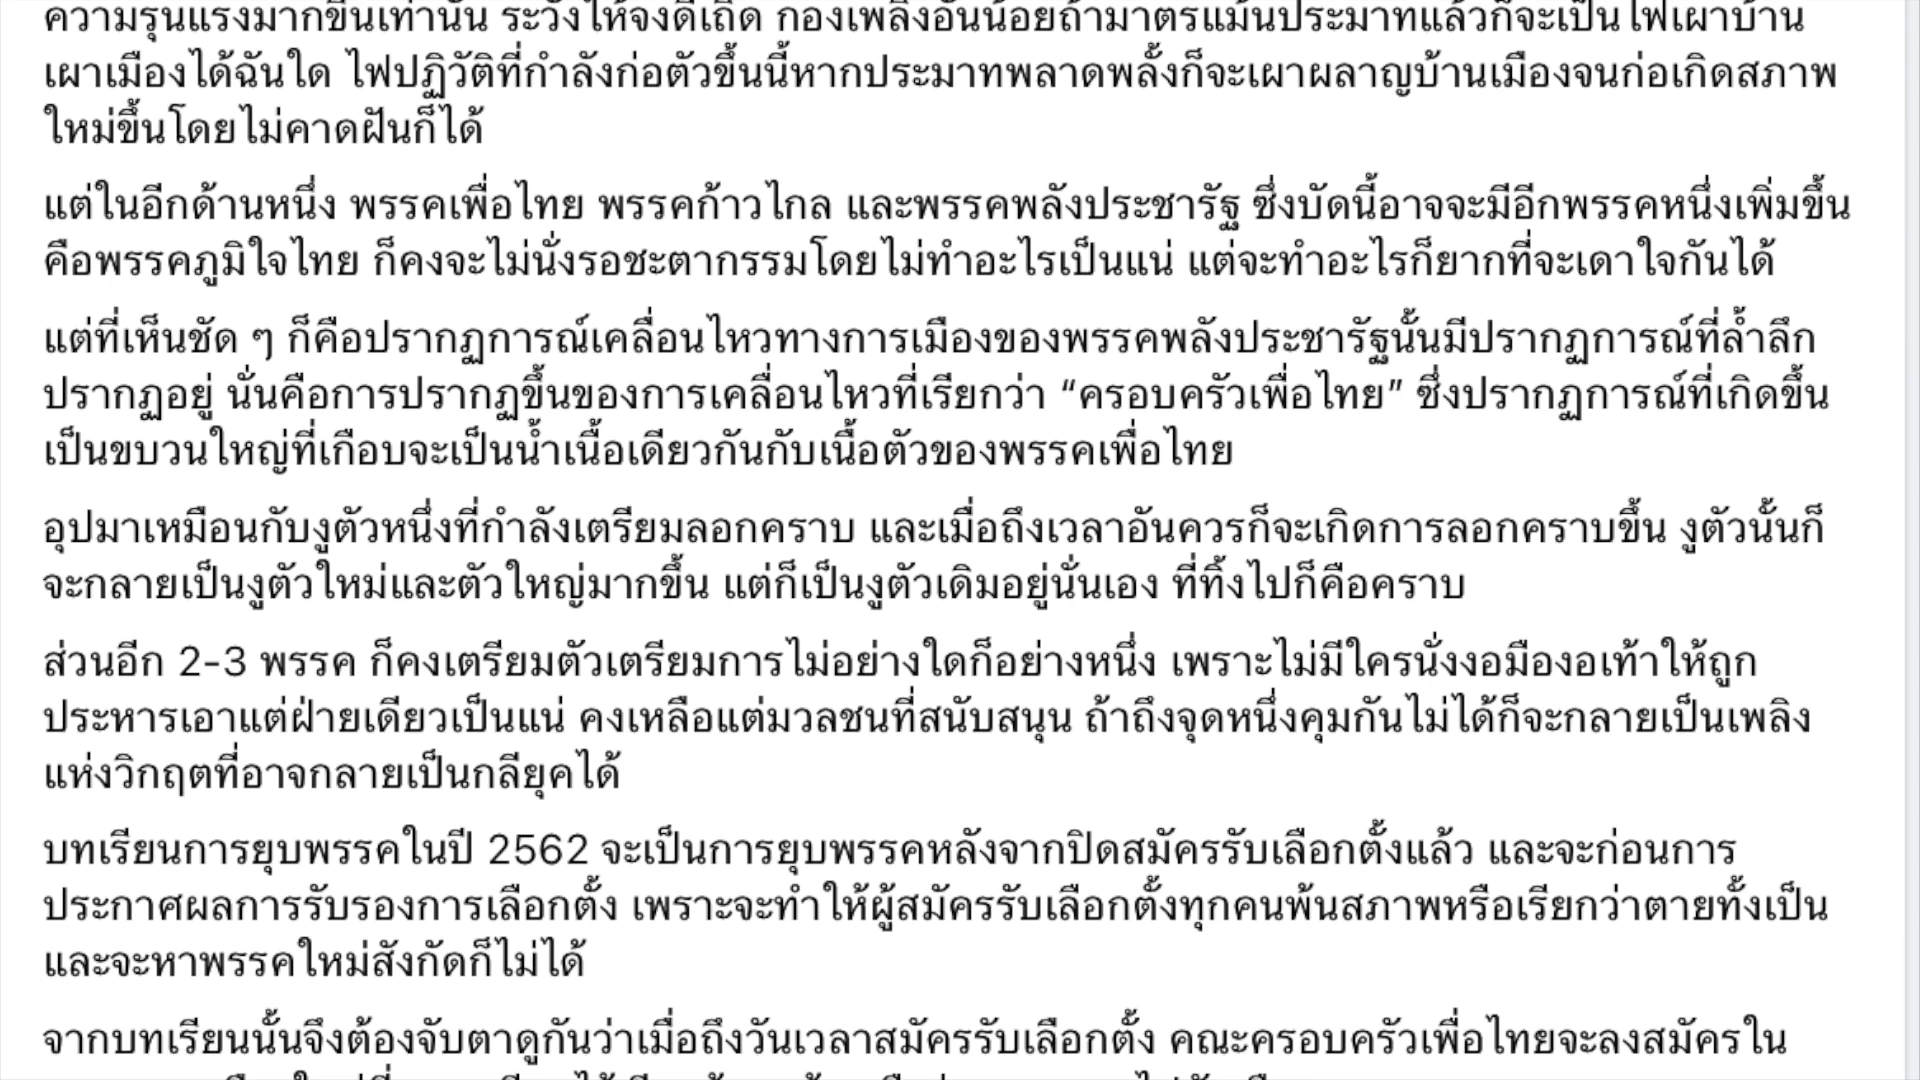 ความรุนแรงมากขึ้นเท่านั้น ระวังให้จงดีเถิด กองเพลิงอันน้อยถ้ามาตรแม้นประมาทแล้วก็จะเป็นไฟเผาบ้าน
เผาเมืองได้ฉันใด ไฟปฏิวัติที่กำลังก่อตัวขึ้นนี้หากประมาทพลาดพลั้งก็จะเผาผลาญบ้านเมืองจนก่อเกิดสภาพ
ใหม่ขึ้นโดยไม่คาดฝันก็ได้
แต่ในอีกด้านหนึ่ง พรรคเพื่อไทย พรรคก้าวไกล และพรรคพลังประชารัฐ ซึ่งบัดนี้อาจจะมีอีกพรรคหนึ่งเพิ่มขึ้น
คือพรรคภูมิใจไทย ก็คงจะไม่นั่งรอชะตากรรมโดยไม่ทำอะไรเป็นแน่ แต่จะทำอะไรก็ยากที่จะเดาใจกันได้
แต่ที่เห็นชัด ๆ ก็คือปรากฏการณ์เคลื่อนไหวทางการเมืองของพรรคพลังประชารัฐนั้นมีปรากฏการณ์ที่ล้ำลึก
ปรากฏอยู่ นั่นคือการปรากฏขึ้นของการเคลื่อนไหวที่เรียกว่า “ครอบครัวเพื่อไทย” ซึ่งปรากฏการณ์ที่เกิดขึ้น
เป็นขบวนใหญ่ที่เกือบจะเป็นน้ำเนื้อเดียวกันกับเนื้อตัวของพรรคเพื่อไทย
อุปมาเหมือนกับงูตัวหนึ่งที่กำลังเตรียมลอกคราบ และเมื่อถึงเวลาอันควรก็จะเกิดการลอกคราบขึ้น งูตัวนั้นก็
จะกลายเป็นงูตัวใหม่และตัวใหญ่มากขึ้น แต่ก็เป็นงูตัวเดิมอยู่นั่นเอง ที่ทิ้งไปก็คือคราบ
ส่วนอีก 2-3 พรรค ก็คงเตรียมตัวเตรียมการไม่อย่างใดก็อย่างหนึ่ง เพราะไม่มีใครนั่งงอมืองอเท้าให้ถูก
ประหารเอาแต่ฝ่ายเดียวเป็นแน่ คงเหลือแต่มวลชนที่สนับสนุน ถ้าถึงจุดหนึ่งคุมกันไม่ได้ก็จะกลายเป็นเพลิง
แห่งวิกฤตที่อาจกลายเป็นกลียุคได้
บทเรียนการยุบพรรคในปี 2562 จะเป็นการยุบพรรคหลังจากปิดสมัครรับเลือกตั้งแล้ว และจะก่อนการ
ประกาศผลการรับรองการเลือกตั้ง เพราะจะทำให้ผู้สมัครรับเลือกตั้งทุกคนพ้นสภาพหรือเรียกว่าตายทั้งเป็น
และจะหาพรรคใหม่สังกัดก็ไม่ได้
จากบทเรียนนั้นจึงต้องจับตาดูกันว่าเมื่อถึงวันเวลาสมัครรับเลือกตั้ง คณะครอบครัวเพื่อไทยจะลงสมัครใน